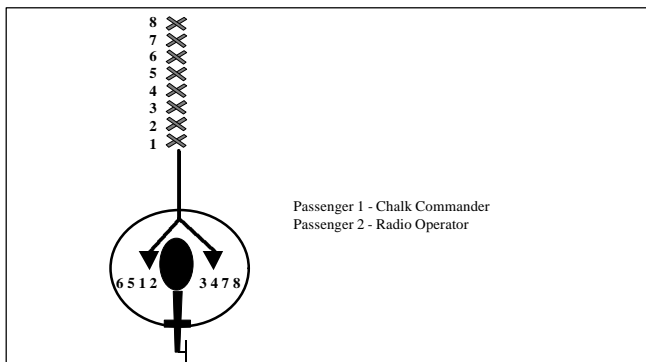 8
7
6
5
4
3
2
1
Passenger 1 - Chalk Commander
Passenger 2 - Radio Operator
6 5 1 2 3 4 7 8